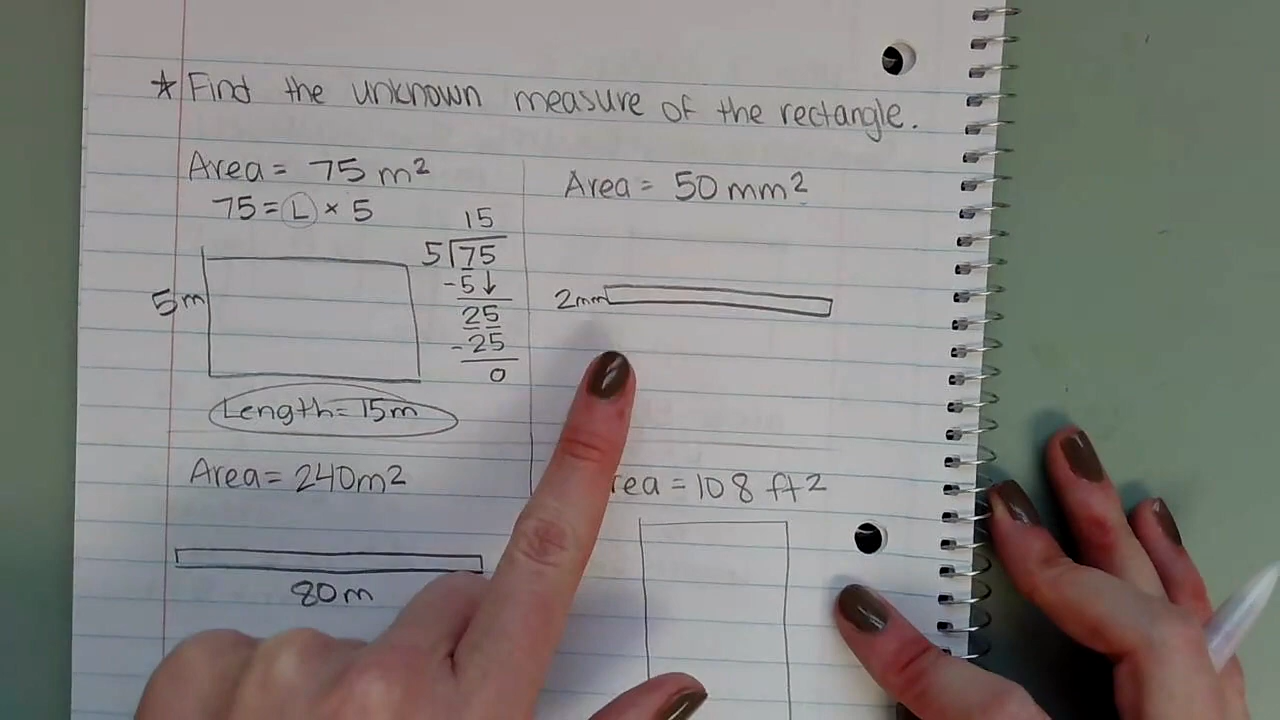 *Find the unknown measure of the rectangle.
Area = 75 m²
75 = L × 5
15
5 75
-5↓
25
-25
0
5m
Length = 15m
Area = 50 mm²
2mm
Area = 240m²
80m
rea = 108 ft2